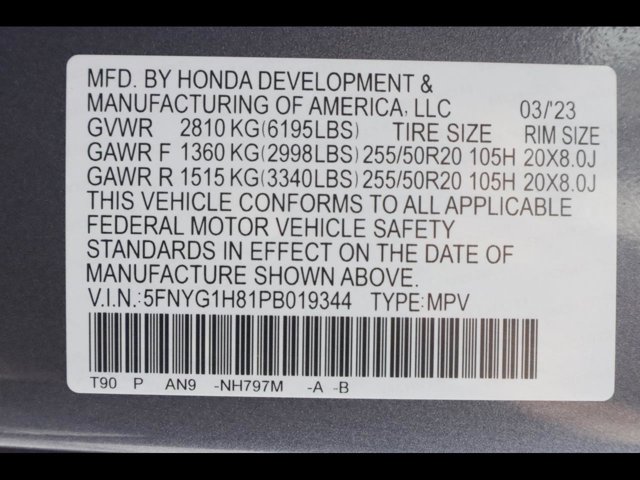 MFD. BY HONDA DEVELOPMENT &
MANUFACTURING OF AMERICA, LLC 03/'23
GVWR 2810 KG(6195LBS) TIRE SIZE RIM SIZE
GAWR F 1360 KG(2998LBS) 255/50R20 105H 20X8.0J
GAWR R 1515 KG(3340LBS) 255/50R20 105H 20X8.0J
THIS VEHICLE CONFORMS TO ALL APPLICABLE
FEDERAL MOTOR VEHICLE SAFETY
STANDARDS IN EFFECT ON THE DATE OF
MANUFACTURE SHOWN ABOVE.
V.I.N.:5FNYG1H81PB019344 TYPE:MPV
T90 P AN9 -NH797M -A -B